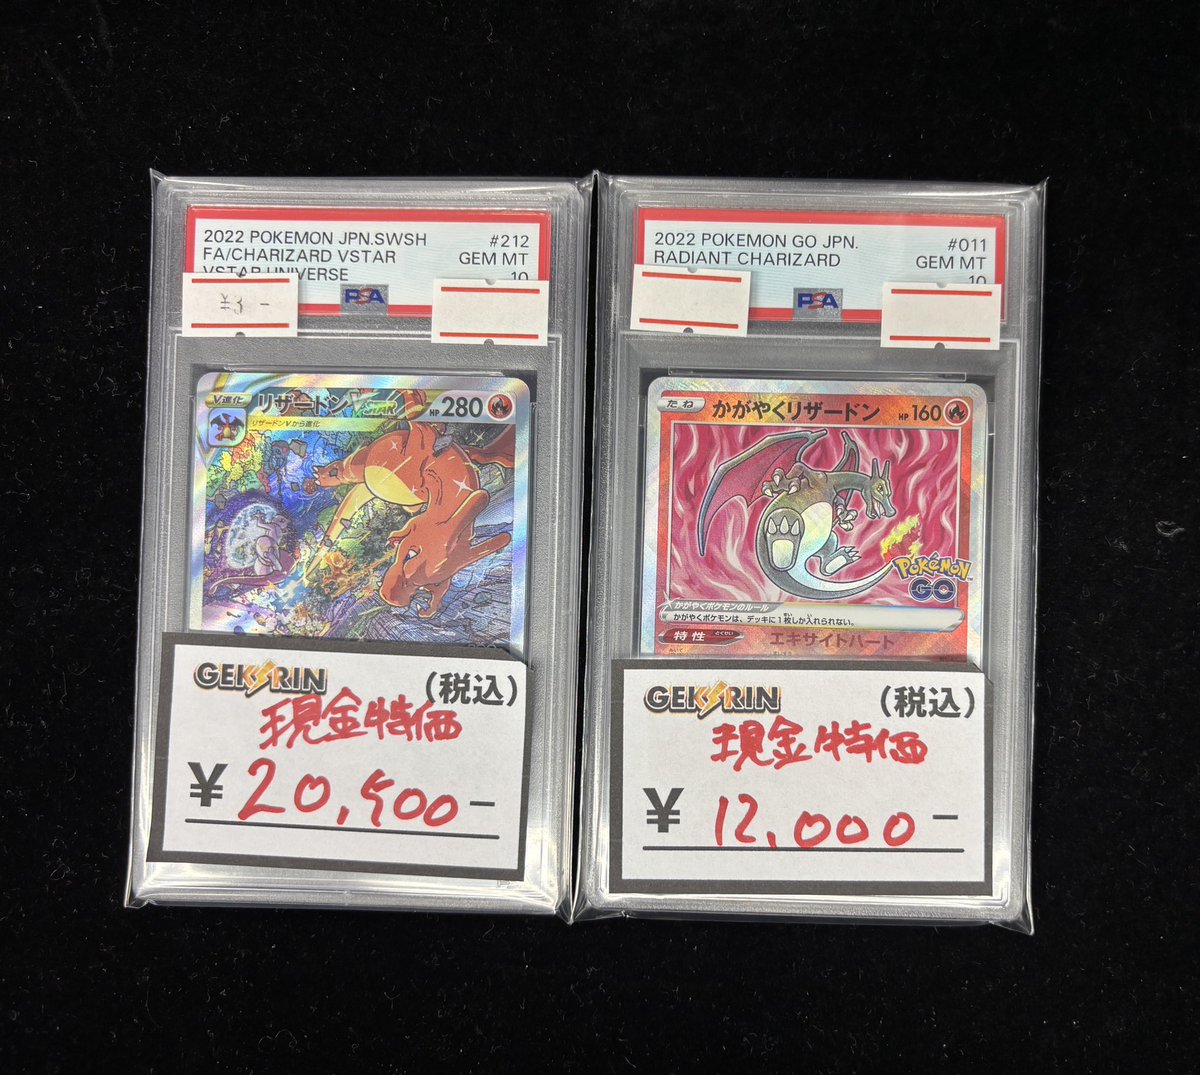 2022 POKEMON JPN.SWSH #212
FA/CHARIZARD VSTAR GEM MT
VSTAR UNIVERSE 10
PSA
¥3 -
V進化
リザードンVSTAR HP 280
リザードンVから進化
GEKIRIN (税込)
現金特価
¥20,500-
2022 POKEMON GO JPN. #011
RADIANT CHARIZARD GEM MT
10
PSA
たね かがやくリザードン HP 160
Pokémon
GO
かがやくポケモンのルール
かがやくポケモンは、デッキに1枚しか入れられない。
特性 エキサイトハート
GEKIRIN (税込)
現金特価
¥12,000-